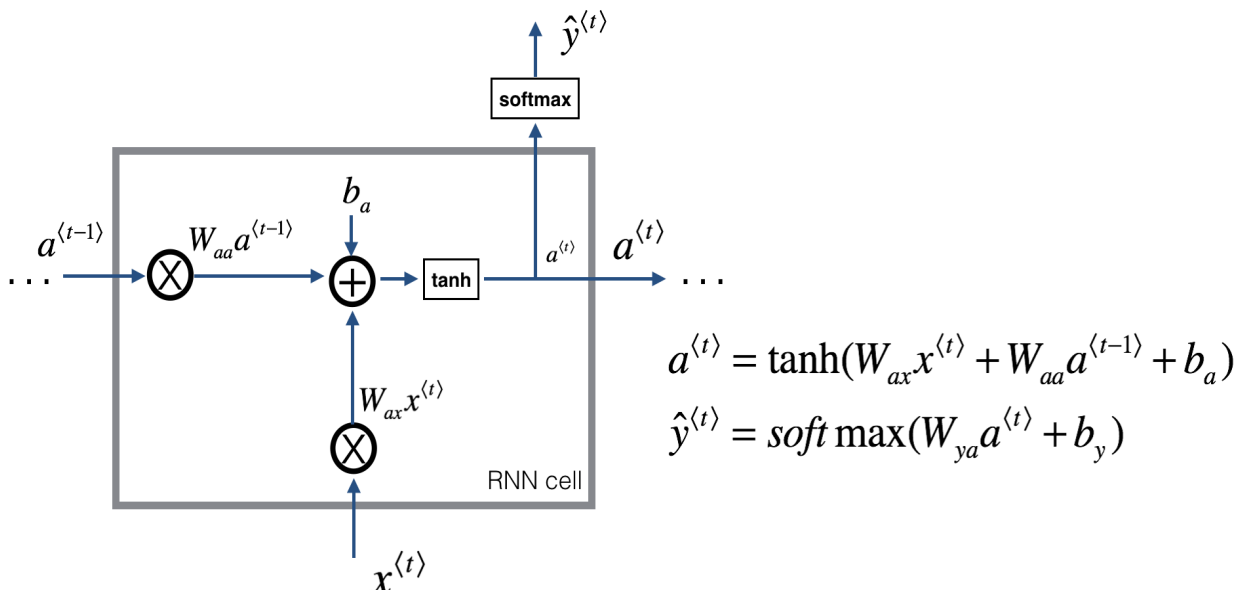 ŷ⟨t⟩
softmax
b_a
a⟨t−1⟩
W_aa a⟨t−1⟩
a⟨t⟩
a⟨t⟩
. . .
+
tanh
. . .
a⟨t⟩ = tanh(W_ax x⟨t⟩ + W_aa a⟨t−1⟩ + b_a)
W_ax x⟨t⟩
ŷ⟨t⟩ = soft max(W_ya a⟨t⟩ + b_y)
RNN cell
x⟨t⟩